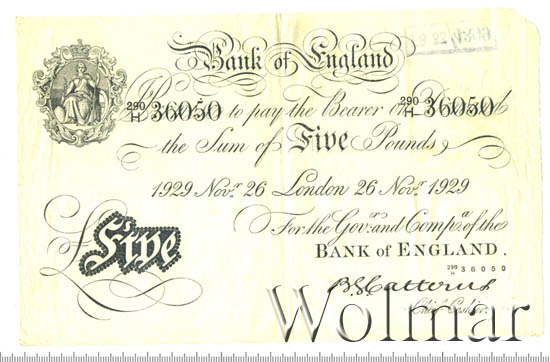 Bank of England
290/H 36050 to pay the Bearer on Demand 290/H 36050
the Sum of Five Pounds
1929 Novr. 26 London 26 Novr. 1929
For the Govr. and Compa. of the
BANK of ENGLAND.
290/H 36050
£Five
B G Catterns
Chief Cashier.
Wolmar